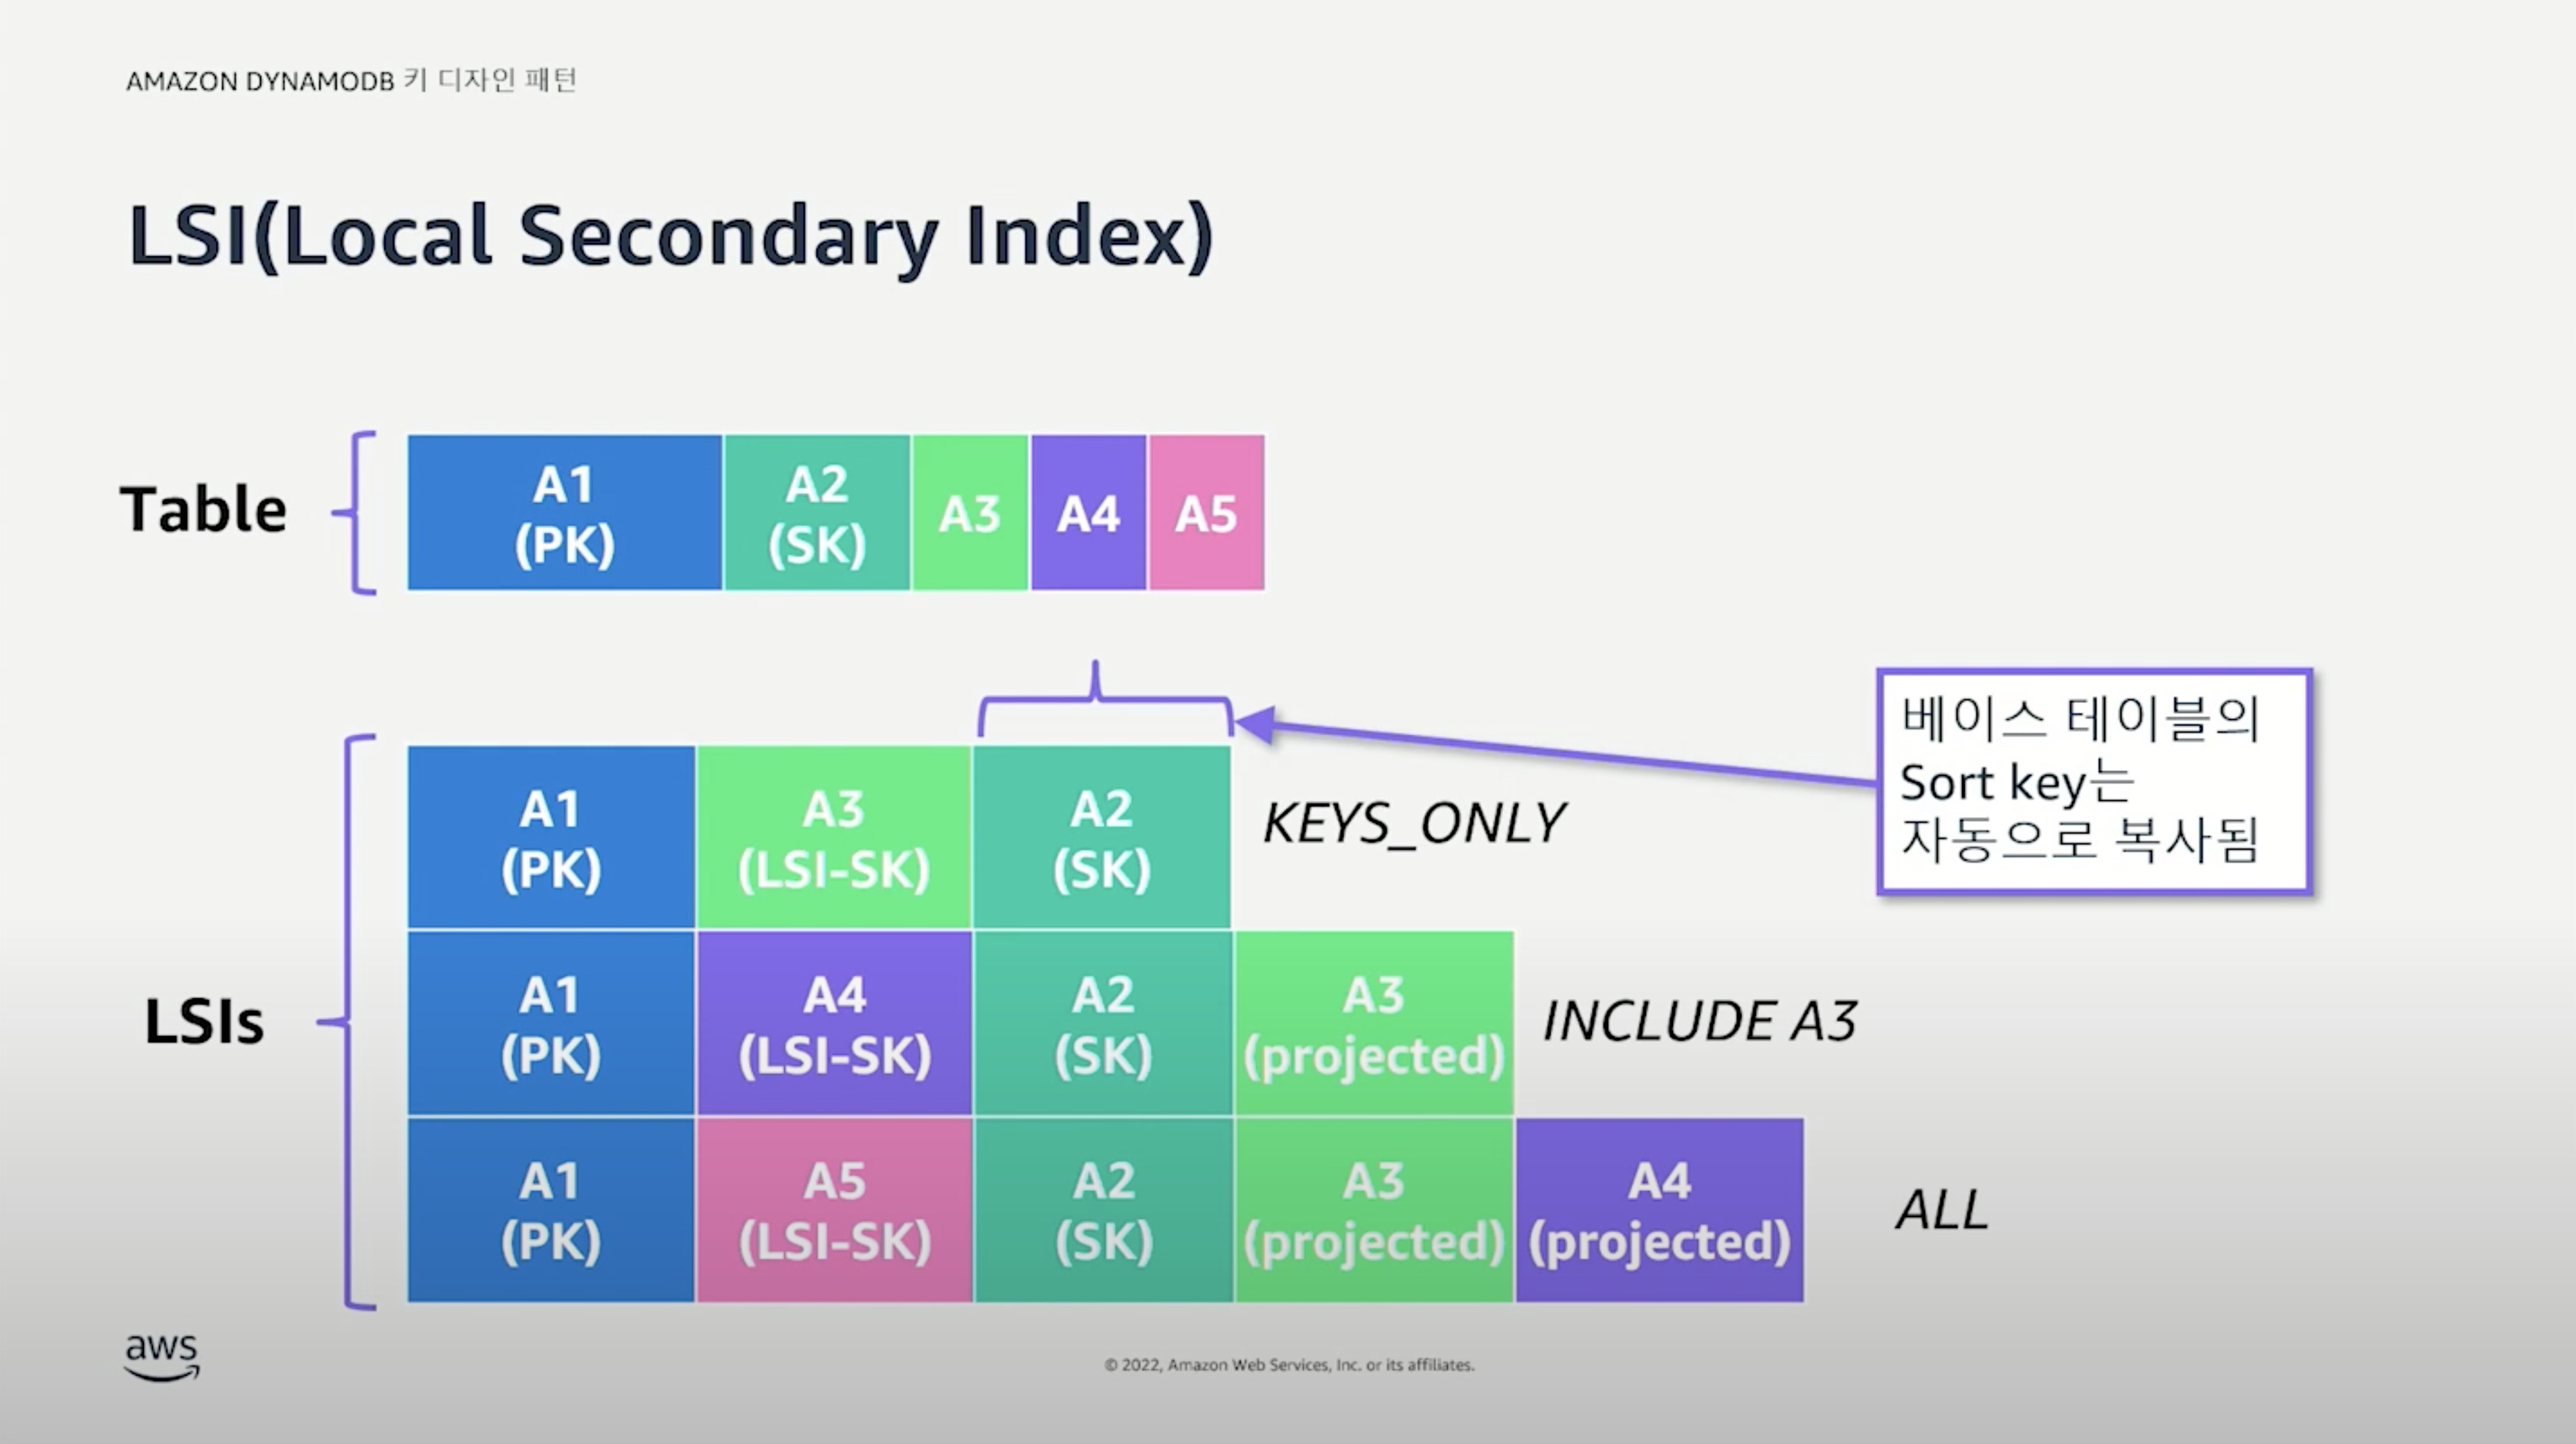 AMAZON DYNAMODB 키 디자인 패턴
LSI(Local Secondary Index)
Table
A1
(PK)
A2
(SK)
A3
A4
A5
베이스 테이블의
Sort key는
자동으로 복사됨
LSIs
A1
(PK)
A3
(LSI-SK)
A2
(SK)
KEYS_ONLY
A1
(PK)
A4
(LSI-SK)
A2
(SK)
A3
(projected)
INCLUDE A3
A1
(PK)
A5
(LSI-SK)
A2
(SK)
A3
(projected)
A4
(projected)
ALL
aws
© 2022, Amazon Web Services, Inc. or its affiliates.